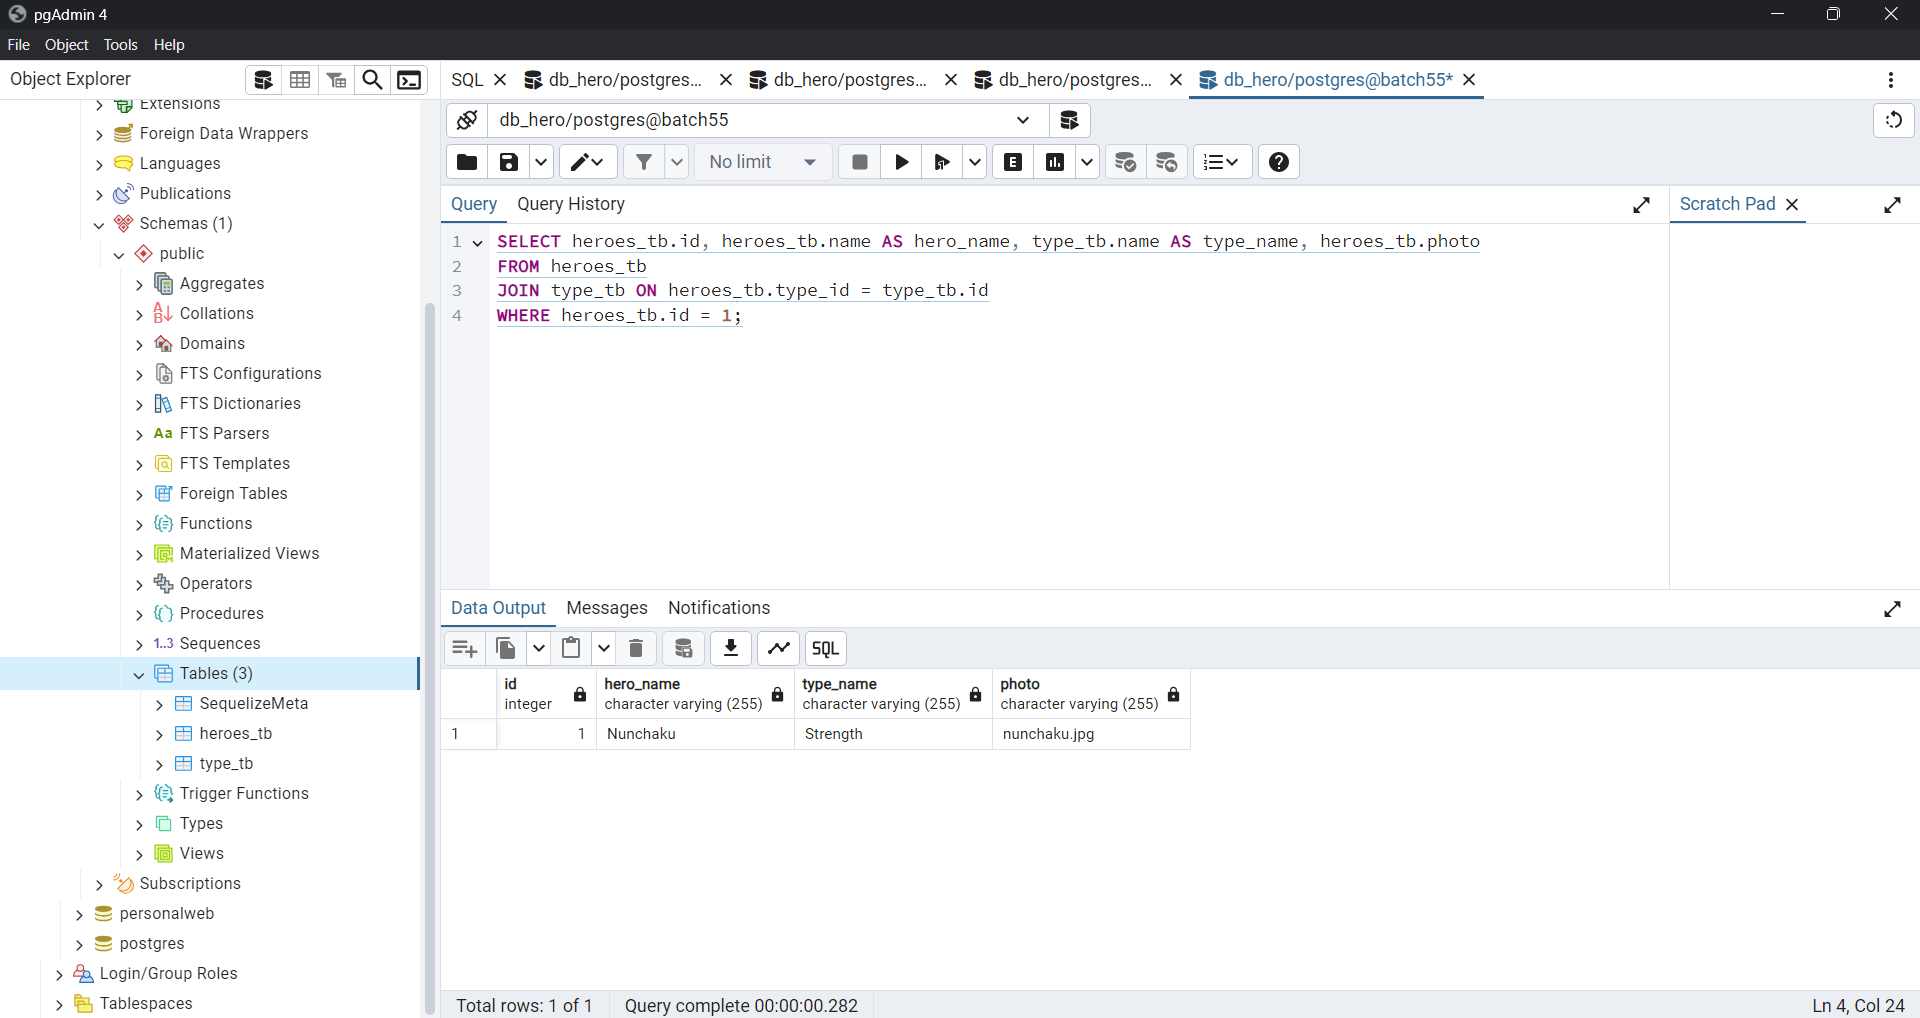 pgAdmin 4
File Object Tools Help
Object Explorer
SQL db_hero/postgres... db_hero/postgres... db_hero/postgres... db_hero/postgres@batch55*
Extensions
Foreign Data Wrappers
Languages
Publications
Schemas (1)
public
Aggregates
Collations
Domains
FTS Configurations
FTS Dictionaries
Aa FTS Parsers
FTS Templates
Foreign Tables
Functions
Materialized Views
Operators
Procedures
1..3 Sequences
Tables (3)
SequelizeMeta
heroes_tb
type_tb
Trigger Functions
Types
Views
Subscriptions
personalweb
postgres
Login/Group Roles
Tablespaces
db_hero/postgres@batch55
No limit E
Query Query History
Scratch Pad
1 SELECT heroes_tb.id, heroes_tb.name AS hero_name, type_tb.name AS type_name, heroes_tb.photo
2 FROM heroes_tb
3 JOIN type_tb ON heroes_tb.type_id = type_tb.id
4 WHERE heroes_tb.id = 1;
Data Output Messages Notifications
SQL
id hero_name type_name photo
integer character varying (255) character varying (255) character varying (255)
1 1 Nunchaku Strength nunchaku.jpg
Total rows: 1 of 1 Query complete 00:00:00.282 Ln 4, Col 24